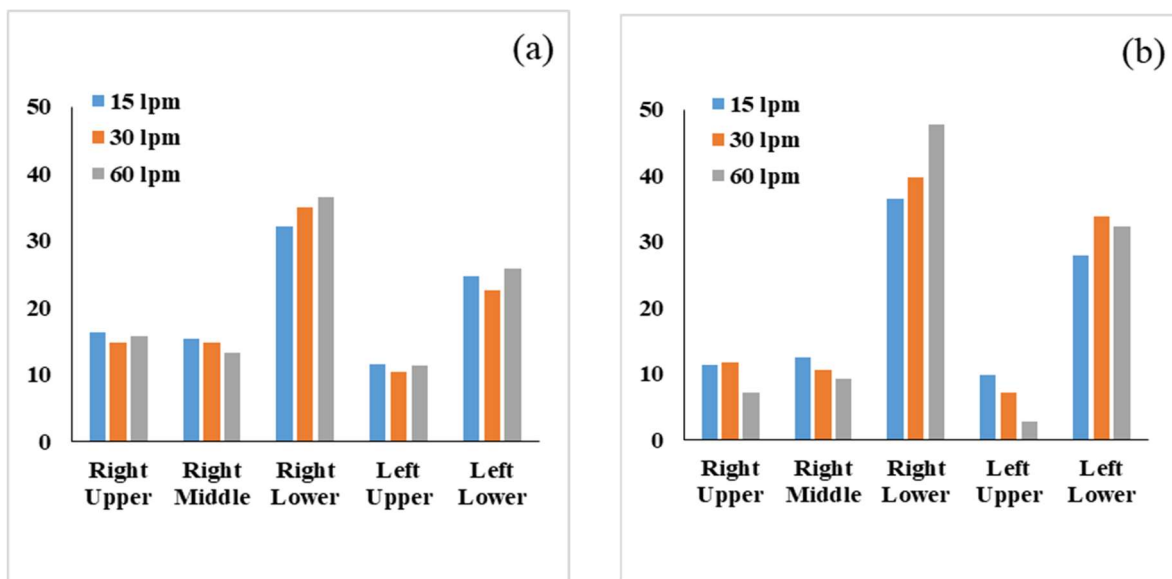 (a)
50
40
30
20
10
0
15 lpm
30 lpm
60 lpm
Right Upper
Right Middle
Right Lower
Left Upper
Left Lower
(b)
50
40
30
20
10
0
15 lpm
30 lpm
60 lpm
Right Upper
Right Middle
Right Lower
Left Upper
Left Lower